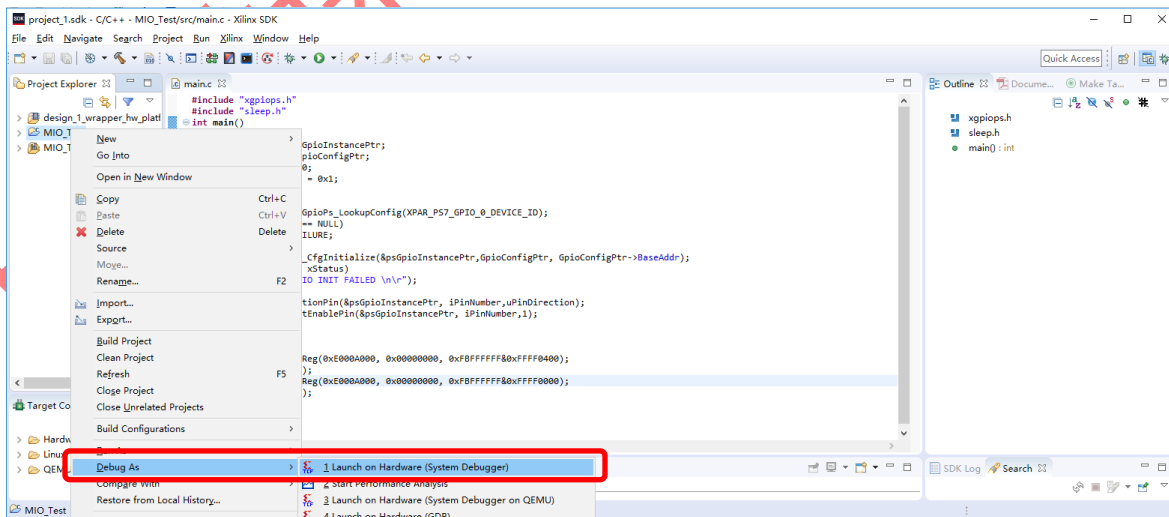 project_1.sdk - C/C++ - MIO_Test/src/main.c - Xilinx SDK
File Edit Navigate Search Project Run Xilinx Window Help
Quick Access
Project Explorer
main.c
Outline
Docume...
Make Ta...
design_1_wrapper_hw_platf
MIO_T
MIO_T
#include "xgpiops.h"
#include "sleep.h"
int main()
GpioInstancePtr;
pioConfigPtr;
0;
= 0x1;
GpioPs_LookupConfig(XPAR_PS7_GPIO_0_DEVICE_ID);
== NULL)
ILURE;
_CfgInitialize(&psGpioInstancePtr,GpioConfigPtr, GpioConfigPtr->BaseAddr);
xStatus)
IO INIT FAILED \n\r");
tionPin(&psGpioInstancePtr, iPinNumber,uPinDirection);
tEnablePin(&psGpioInstancePtr, iPinNumber,1);
Reg(0xE000A000, 0x00000000, 0xFBFFFFFF&0xFFFF0400);
);
Reg(0xE000A000, 0x00000000, 0xFBFFFFFF&0xFFFF0000);
);
xgpiops.h
sleep.h
main() : int
New
Go Into
Open in New Window
Copy Ctrl+C
Paste Ctrl+V
Delete Delete
Source
Move...
Rename... F2
Import...
Export...
Build Project
Clean Project
Refresh F5
Close Project
Close Unrelated Projects
Build Configurations
Run As
Debug As
Compare With
Restore from Local History...
Target Co
Hardw
Linux
QEMU
1 Launch on Hardware (System Debugger)
2 Start Performance Analysis
3 Launch on Hardware (System Debugger on QEMU)
4 Launch on Hardware (GDB)
SDK Log
Search
MIO_Test